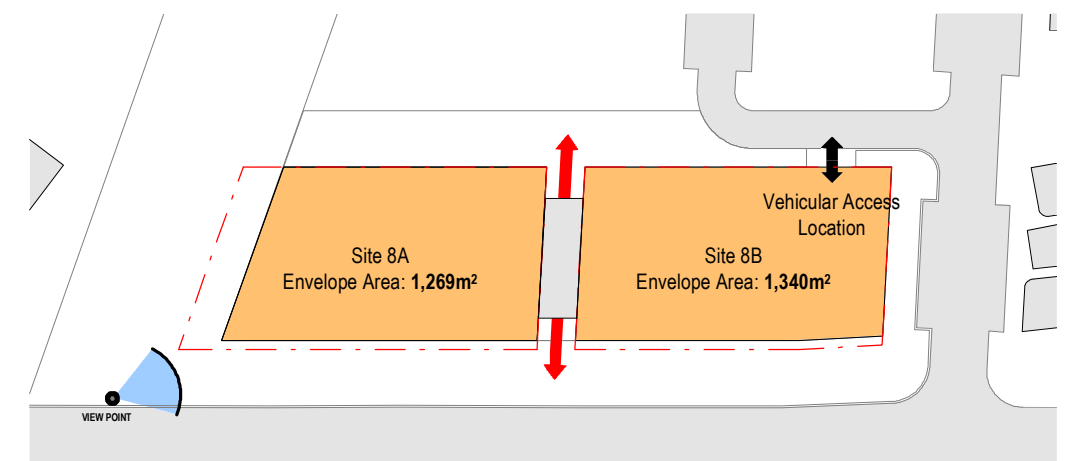 Vehicular Access
Location
Site 8A
Envelope Area: 1,269m²
Site 8B
Envelope Area: 1,340m²
VIEW POINT